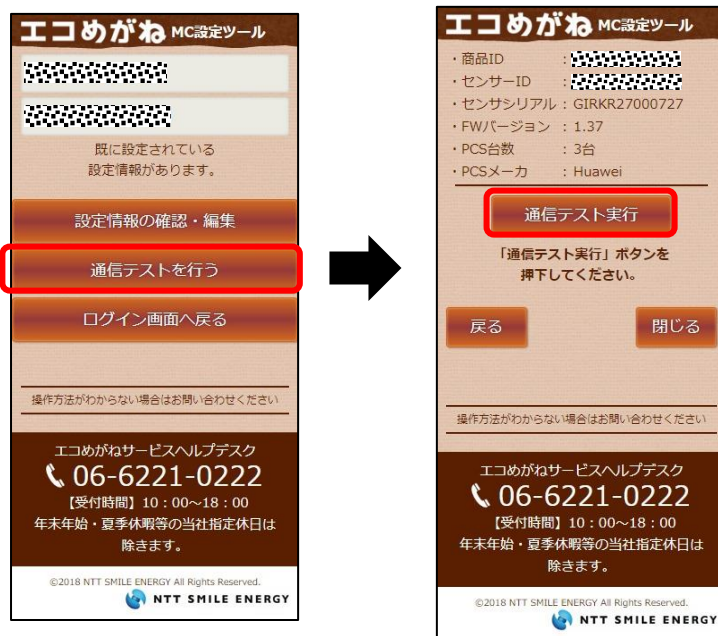 エコめがね MC設定ツール
既に設定されている
設定情報があります。
設定情報の確認・編集
通信テストを行う
ログイン画面へ戻る
操作方法がわからない場合はお問い合わせください
エコめがねサービスヘルプデスク
06-6221-0222
【受付時間】10:00~18:00
年末年始・夏季休暇等の当社指定休日は
除きます。
©2018 NTT SMILE ENERGY All Rights Reserved.
NTT SMILE ENERGY
エコめがね MC設定ツール
・商品ID :
・センサーID :
・センサシリアル : GIRKR27000727
・FWバージョン : 1.37
・PCS台数 : 3台
・PCSメーカ : Huawei
通信テスト実行
「通信テスト実行」ボタンを
押下してください。
戻る 閉じる
操作方法がわからない場合はお問い合わせください
エコめがねサービスヘルプデスク
06-6221-0222
【受付時間】10:00~18:00
年末年始・夏季休暇等の当社指定休日は
除きます。
©2018 NTT SMILE ENERGY All Rights Reserved.
NTT SMILE ENERGY